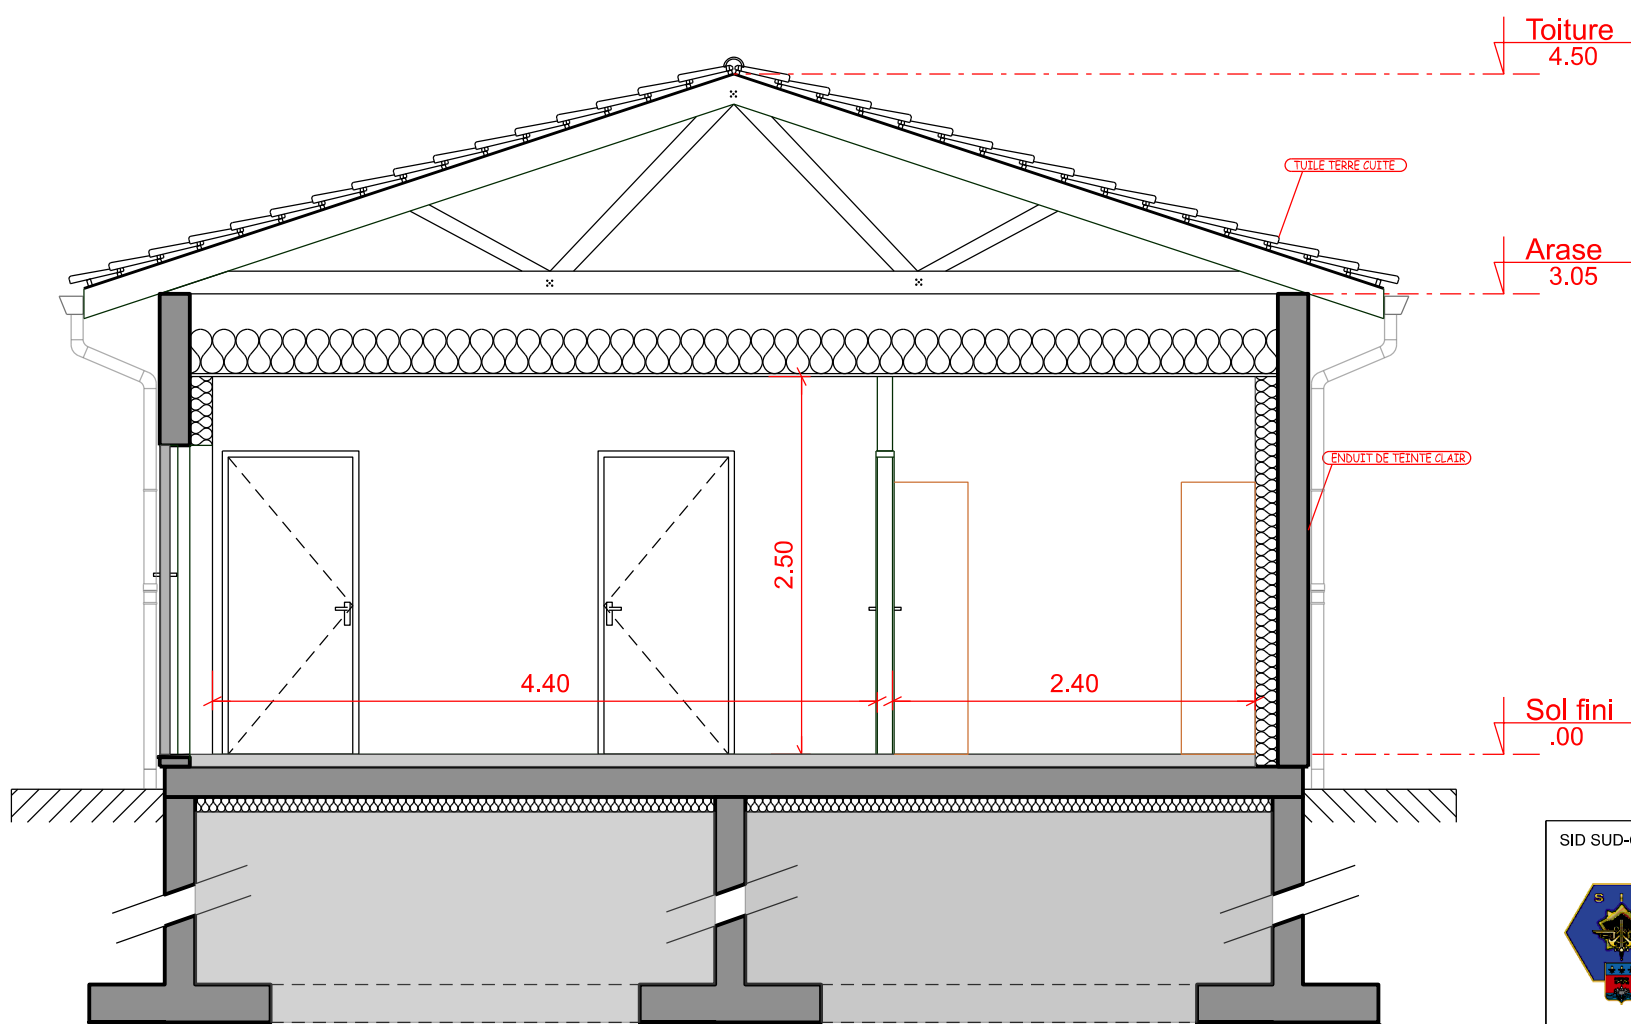 Toiture
4.50
TUILE TERRE CUITE
Arase
3.05
ENDUIT DE TEINTE CLAIR
2.50
4.40
2.40
Sol fini
.00
SID SUD-
S I